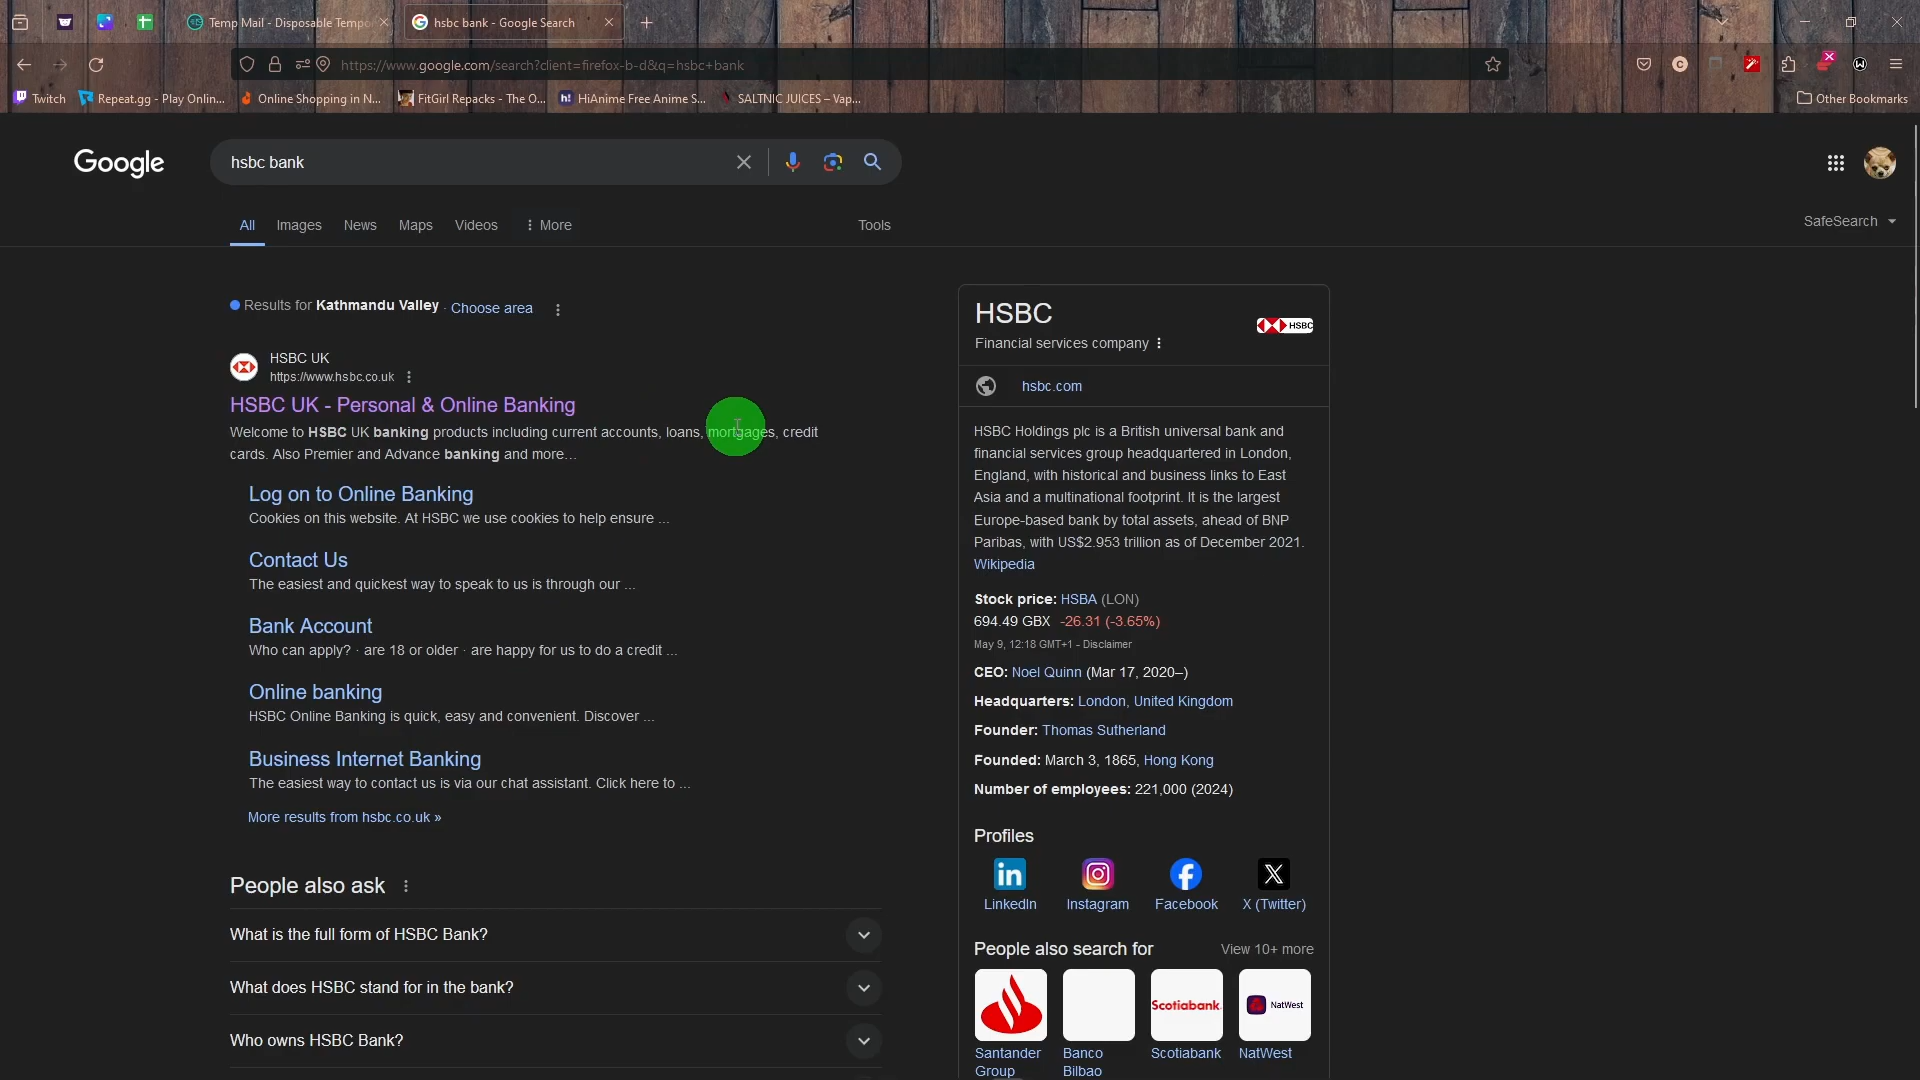 Temp Mail - Disposable Tempo
hsbc bank - Google Search
https://www.google.com/search?client=firefox-b-d&q=hsbc+bank
Twitch
Repeat.gg - Play Onlin...
Online Shopping in N...
FitGirl Repacks - The O...
h! HiAnime Free Anime S...
SALTNIC JUICES – Vap...
Other Bookmarks
Google
hsbc bank
All
Images
News
Maps
Videos
More
Tools
SafeSearch
Results for Kathmandu Valley · Choose area
HSBC UK
https://www.hsbc.co.uk
HSBC UK - Personal & Online Banking
Welcome to HSBC UK banking products including current accounts, loans, mortgages, credit
cards. Also Premier and Advance banking and more...
Log on to Online Banking
Cookies on this website. At HSBC we use cookies to help ensure ...
Contact Us
The easiest and quickest way to speak to us is through our ...
Bank Account
Who can apply? · are 18 or older · are happy for us to do a credit ...
Online banking
HSBC Online Banking is quick, easy and convenient. Discover ...
Business Internet Banking
The easiest way to contact us is via our chat assistant. Click here to ...
More results from hsbc.co.uk »
People also ask
What is the full form of HSBC Bank?
What does HSBC stand for in the bank?
Who owns HSBC Bank?
HSBC
HSBC
Financial services company
hsbc.com
HSBC Holdings plc is a British universal bank and
financial services group headquartered in London,
England, with historical and business links to East
Asia and a multinational footprint. It is the largest
Europe-based bank by total assets, ahead of BNP
Paribas, with US$2.953 trillion as of December 2021.
Wikipedia
Stock price: HSBA (LON)
694.49 GBX -26.31 (-3.65%)
May 9, 12:18 GMT+1 - Disclaimer
CEO: Noel Quinn (Mar 17, 2020–)
Headquarters: London, United Kingdom
Founder: Thomas Sutherland
Founded: March 3, 1865, Hong Kong
Number of employees: 221,000 (2024)
Profiles
LinkedIn
Instagram
Facebook
X (Twitter)
People also search for
View 10+ more
Scotiabank
NatWest
Santander
Group
Banco
Bilbao
Scotiabank
NatWest